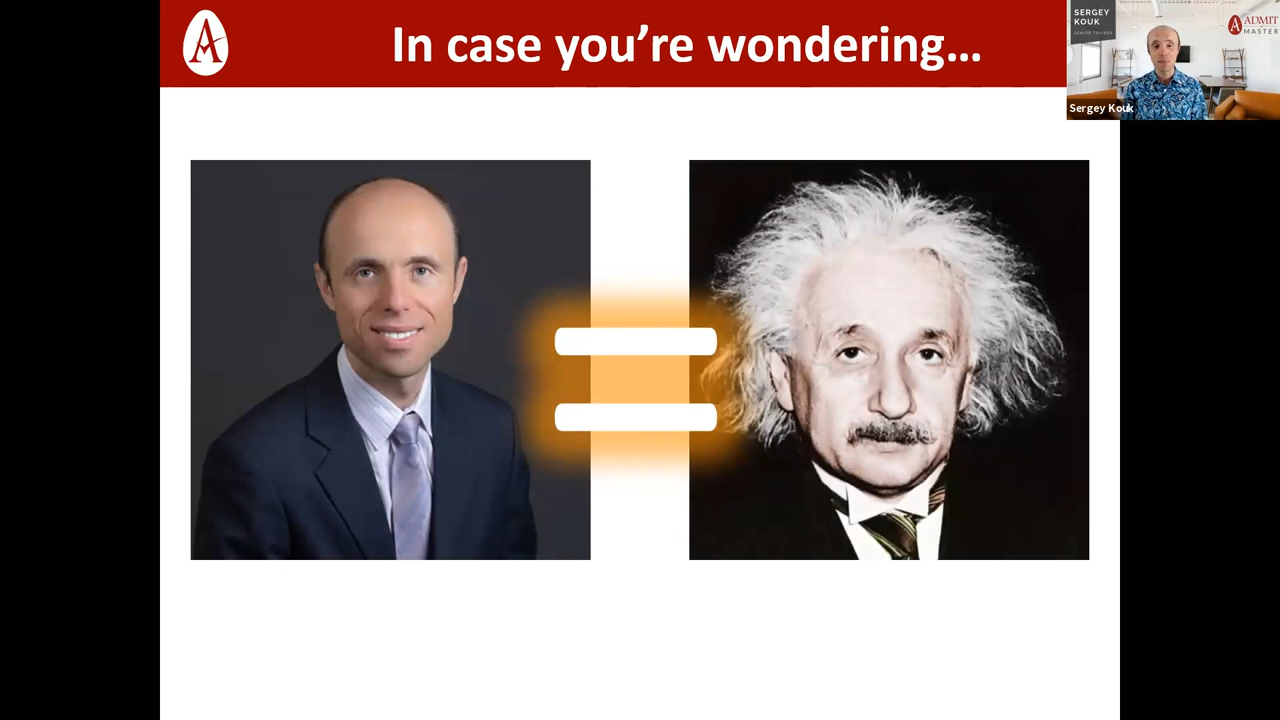 In case you’re wondering…
SERGEY
KOUK
SENIOR TRAINER
ADMIT
MASTER
Sergey Kouk